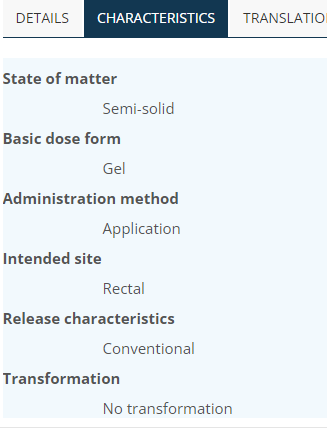 DETAILS CHARACTERISTICS TRANSLATIO
State of matter
Semi-solid
Basic dose form
Gel
Administration method
Application
Intended site
Rectal
Release characteristics
Conventional
Transformation
No transformation